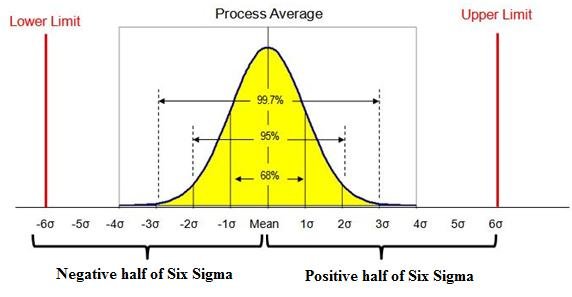 Process Average
Upper Limit
Lower Limit
99.7%
95%
68%
-6σ -5σ -4σ -3σ -2σ -1σ Mean 1σ 2σ 3σ 4σ 5σ 6σ
Negative half of Six Sigma Positive half of Six Sigma